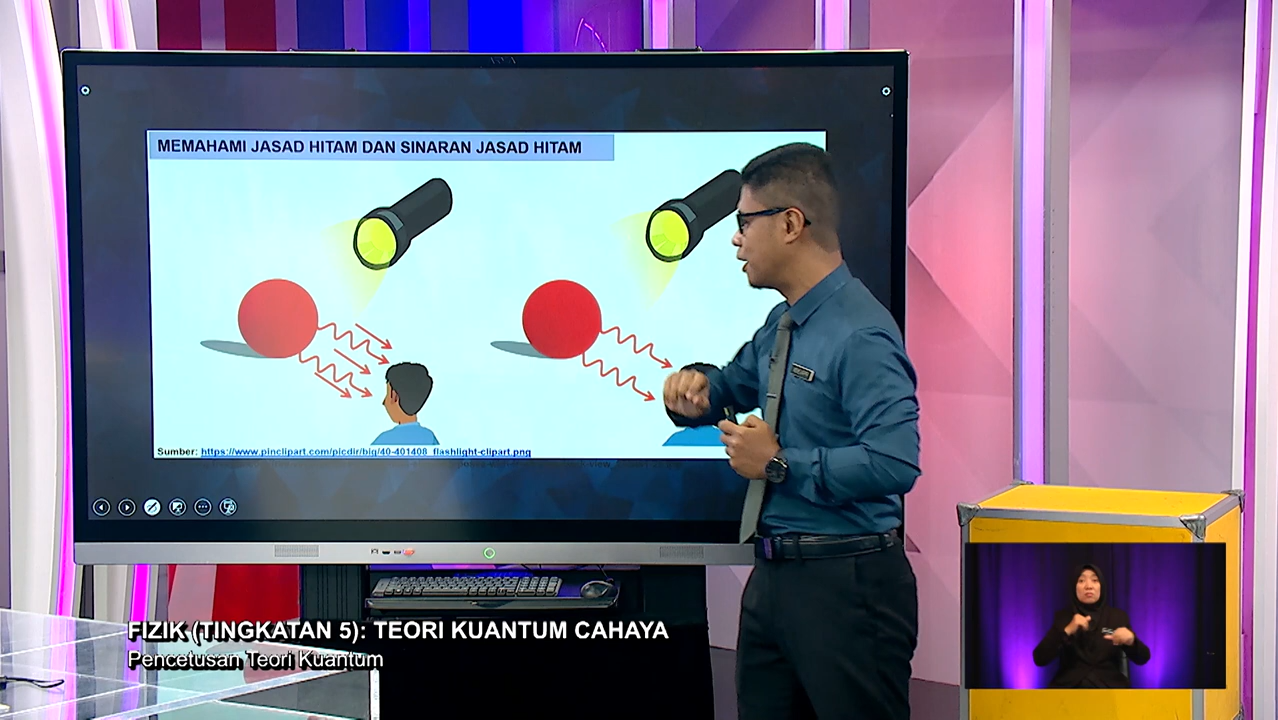 MEMAHAMI JASAD HITAM DAN SINARAN JASAD HITAM
Sumber: https://www.pinclipart.com/picdir/big/40-401408_flashlight-clipart.png
FIZIK (TINGKATAN 5): TEORI KUANTUM CAHAYA
Pencetusan Teori Kuantum